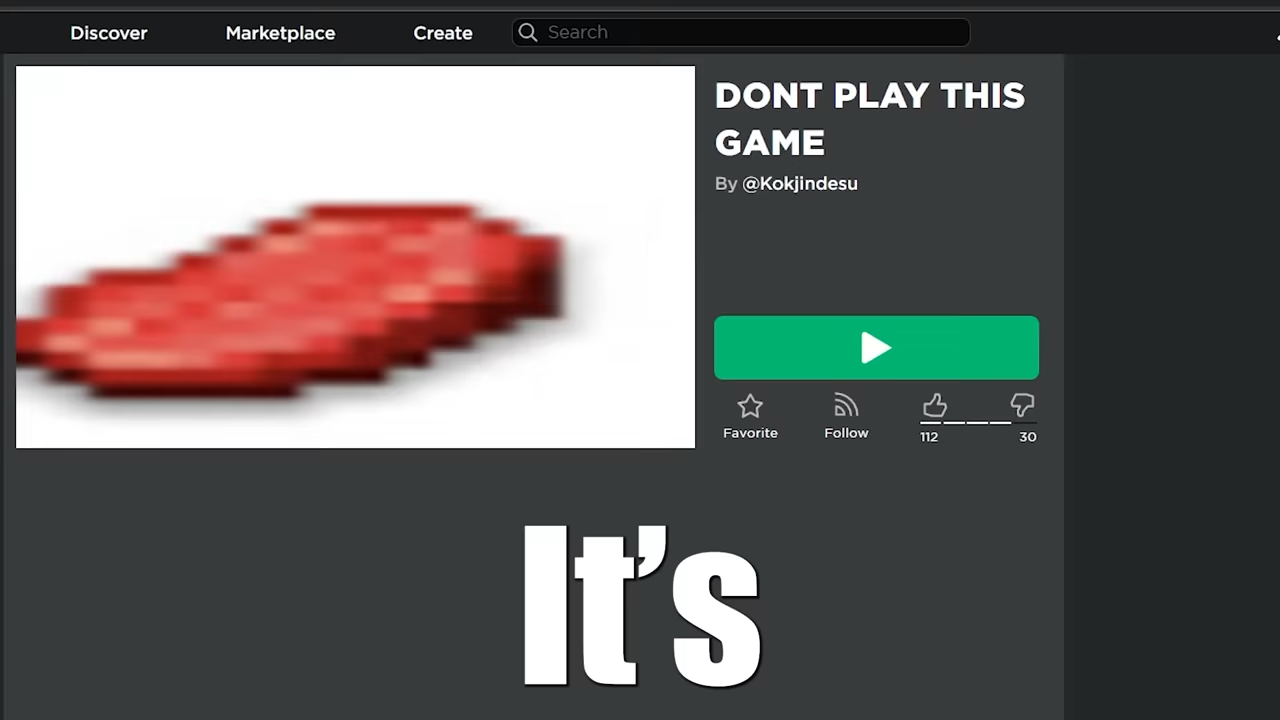 Discover Marketplace Create Search
DONT PLAY THIS
GAME
By @Kokjindesu
Favorite Follow 112 30
It's